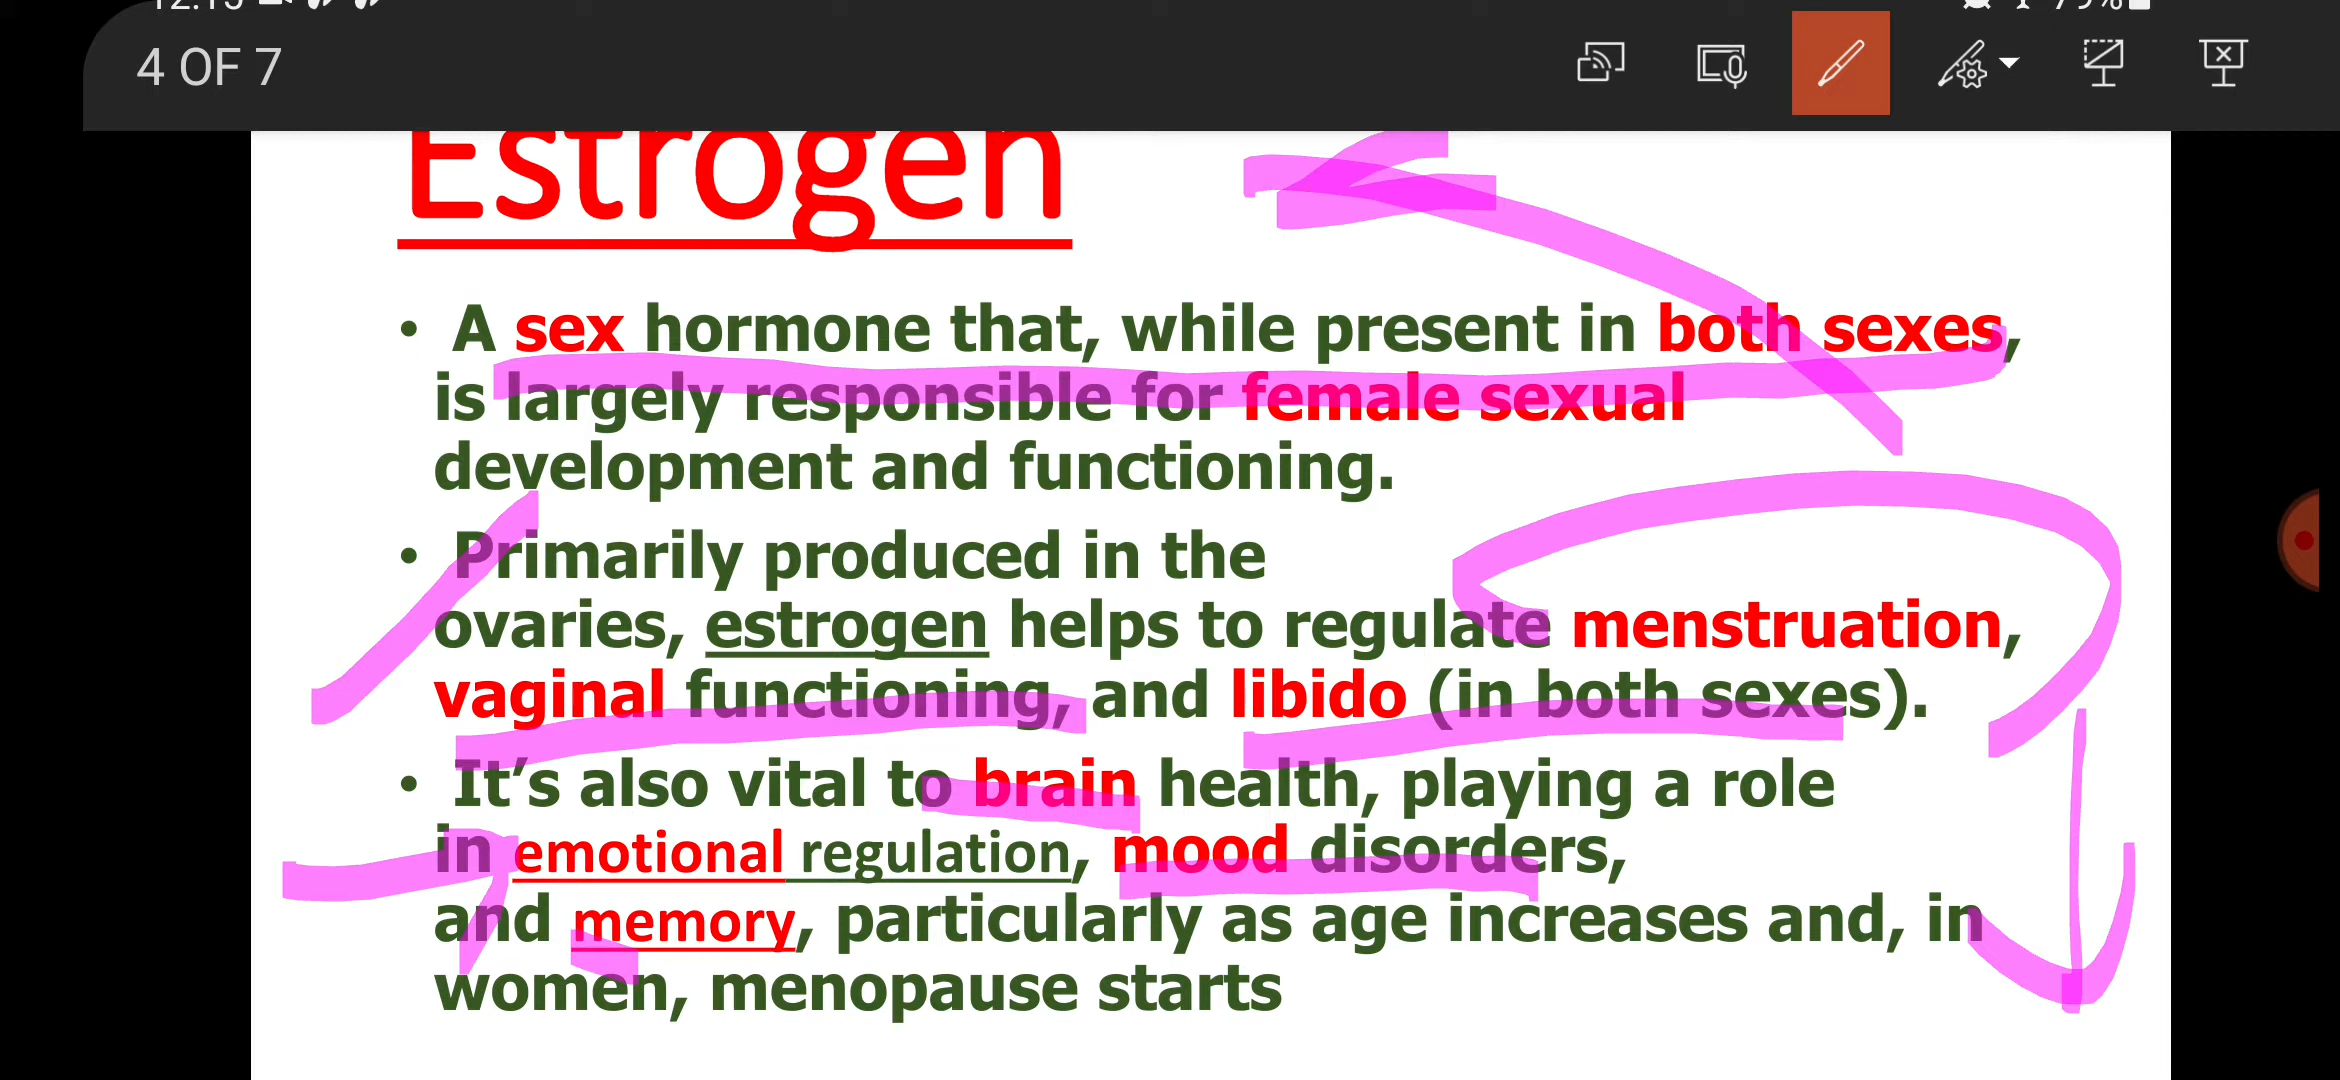 4 OF 7
Estrogen
• A sex hormone that, while present in both sexes,
is largely responsible for female sexual
development and functioning.
• Primarily produced in the
ovaries, estrogen helps to regulate menstruation,
vaginal functioning, and libido (in both sexes).
• It’s also vital to brain health, playing a role
in emotional regulation, mood disorders,
and memory, particularly as age increases and, in
women, menopause starts